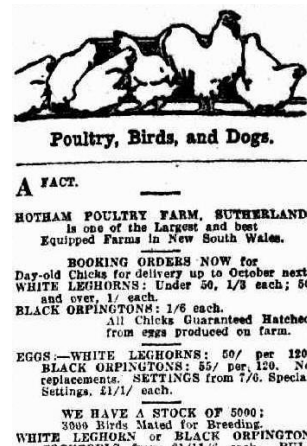 Poultry, Birds, and Dogs.
A FACT.
HOTHAM POULTRY FARM, SUTHERLAND
is one of the Largest and best
Equipped Farms in New South Wales.
BOOKING ORDERS NOW for
Day-old Chicks for delivery up to October next
WHITE LEGHORNS: Under 50, 1/3 each; 50
and over, 1/ each.
BLACK ORPINGTONS: 1/6 each.
All Chicks Guaranteed Hatched
from eggs produced on farm.
EGGS:—WHITE LEGHORNS: 50/ per 120
BLACK ORPINGTONS: 55/ per 120. No
replacements. SETTINGS from 7/6. Special
Settings, £1/1/ each.
WE HAVE A STOCK OF 5000;
3000 Birds Mated for Breeding.
WHITE LEGHORN or BLACK ORPINGTON